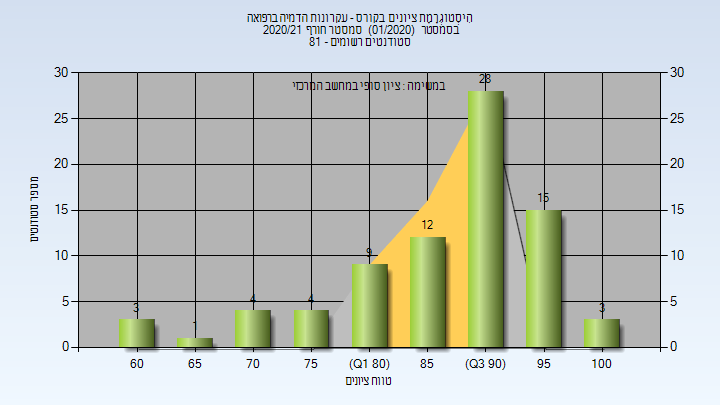 היסטוגרמת ציונים בקורס - עקרונות הדמיה ברפואה
בסמסטר (01/2020) סמסטר חורף 2020/21
סטודנטים רשומים - 81
במשימה : ציון סופי במחשב המרכזי
מספר סטודנטים
30 30
25 25
20 20
15 15
10 10
5 5
0 0
3 1 4 4 9 12 28 15 3
60 65 70 75 (Q1 80) 85 (Q3 90) 95 100
טווח ציונים